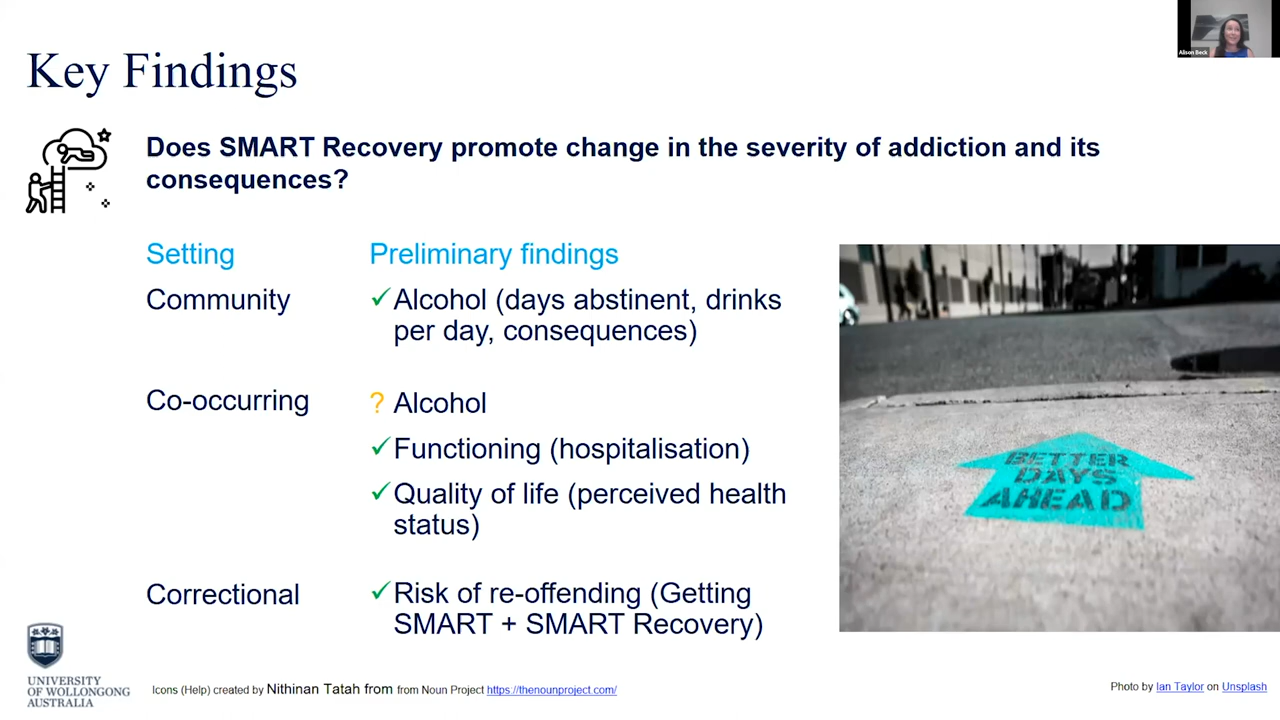 Alison Beck
Key Findings
Does SMART Recovery promote change in the severity of addiction and its
consequences?
Setting
Preliminary findings
Community
✓Alcohol (days abstinent, drinks
per day, consequences)
Co-occurring
? Alcohol
✓Functioning (hospitalisation)
✓Quality of life (perceived health
status)
Correctional
✓Risk of re-offending (Getting
SMART + SMART Recovery)
BETTER
DAYS
AHEAD
UNIVERSITY
OF WOLLONGONG
AUSTRALIA
Icons (Help) created by Nithinan Tatah from from Noun Project https://thenounproject.com/
Photo by Ian Taylor on Unsplash